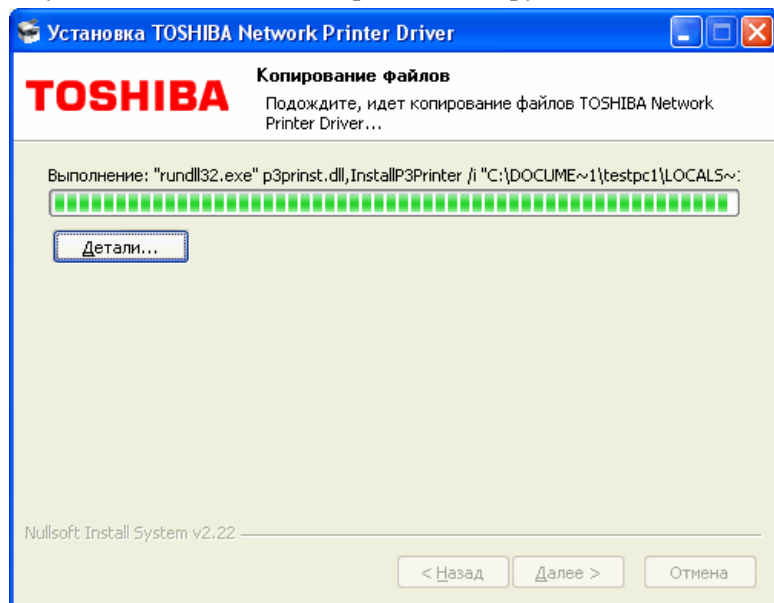 Установка TOSHIBA Network Printer Driver
TOSHIBA
Копирование файлов
Подождите, идет копирование файлов TOSHIBA Network
Printer Driver...
Выполнение: "rundll32.exe" p3prinst.dll,InstallP3Printer /i "C:\DOCUME~1\testpc1\LOCALS~
Детали...
Nullsoft Install System v2.22
< Назад
Далее >
Отмена